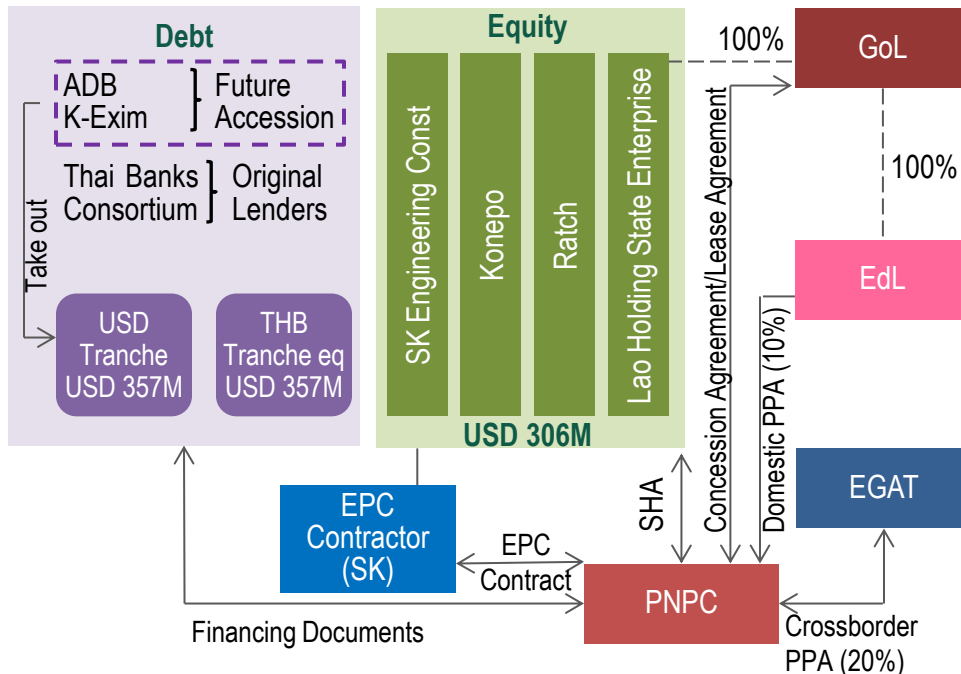 Debt
ADB
K-Exim
Future
Accession
Thai Banks
Consortium
Original
Lenders
Take out
USD
Tranche
USD 357M
THB
Tranche eq
USD 357M
Equity
SK Engineering Const
Konepo
Ratch
Lao Holding State Enterprise
USD 306M
100%
GoL
100%
EdL
Concession Agreement/Lease Agreement
Domestic PPA (10%)
EGAT
SHA
EPC
Contractor
(SK)
EPC
Contract
PNPC
Financing Documents
Crossborder
PPA (20%)